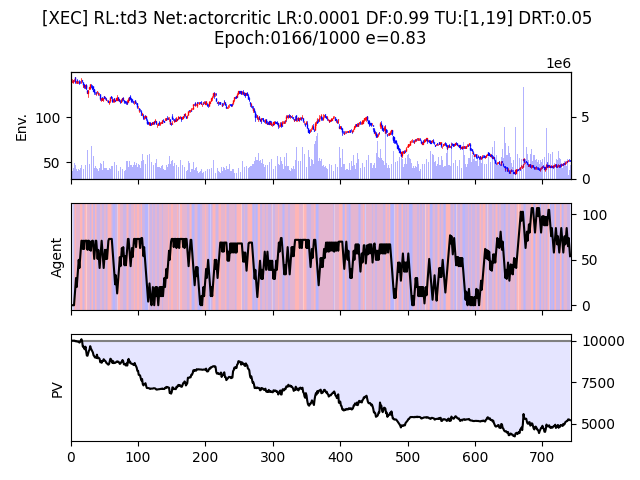 [XEC] RL:td3 Net:actorcritic LR:0.0001 DF:0.99 TU:[1,19] DRT:0.05
Epoch:0166/1000 e=0.83
1e6
Env.
100
50
5
0
Agent
100
50
0
PV
10000
7500
5000
0 100 200 300 400 500 600 700